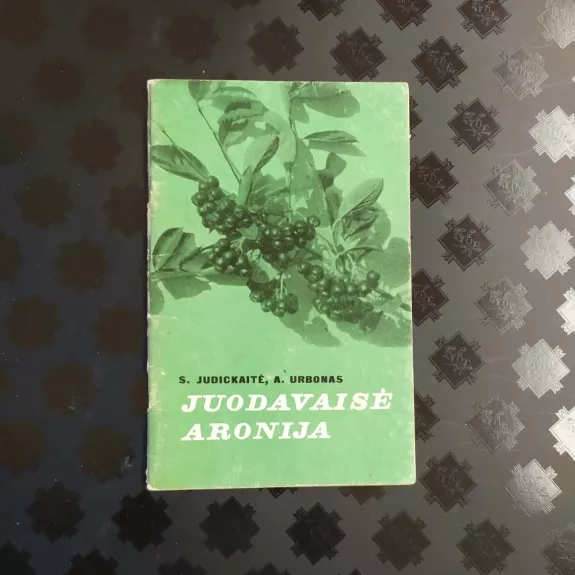 S. JUDICKAITĖ, A. URBONAS
JUODAVAISĖ
ARONIJA